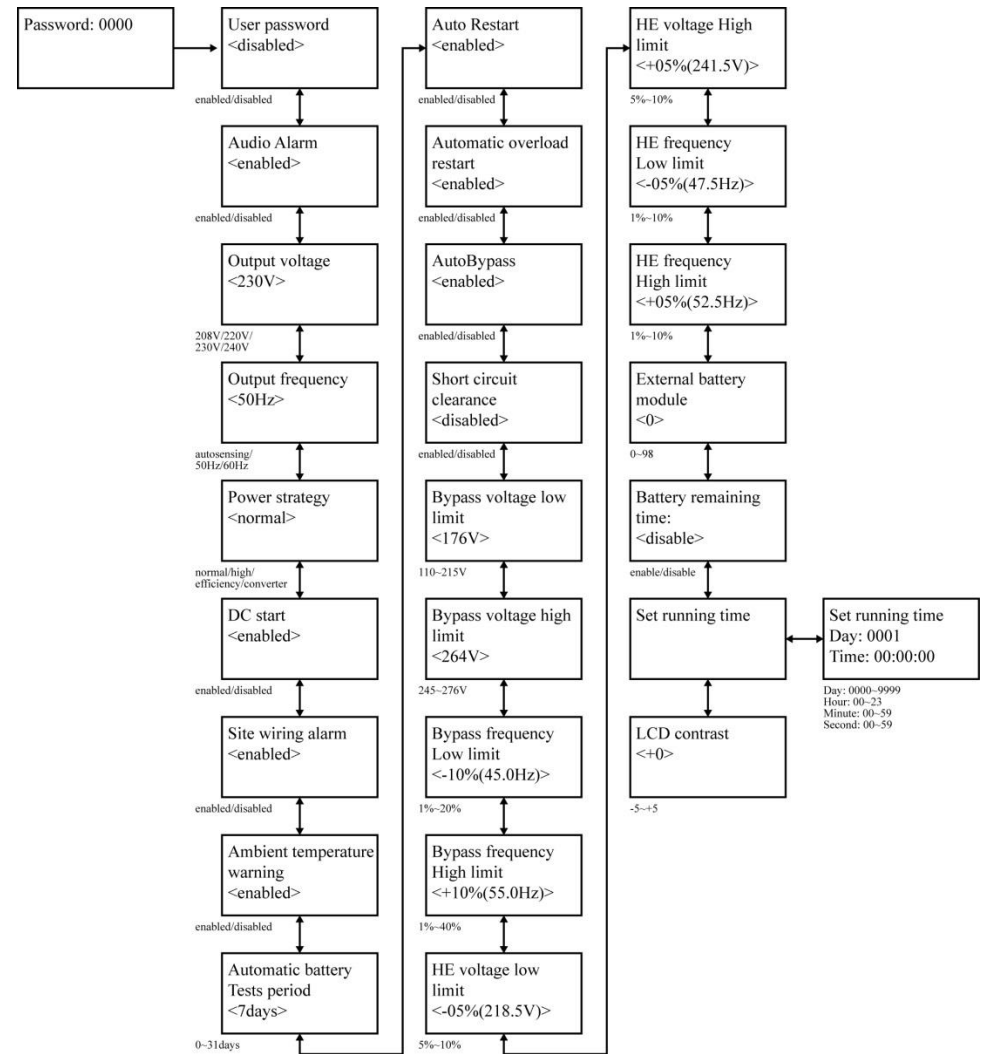 Password: 0000
User password
<disabled>
enabled/disabled
Audio Alarm
<enabled>
enabled/disabled
Output voltage
<230V>
208V/220V/
230V/240V
Output frequency
<50Hz>
autosensing/
50Hz/60Hz
Power strategy
<normal>
normal/high/
efficiency/converter
DC start
<enabled>
enabled/disabled
Site wiring alarm
<enabled>
enabled/disabled
Ambient temperature
warning
<enabled>
enabled/disabled
Automatic battery
Tests period
<7days>
0~31days
Auto Restart
<enabled>
enabled/disabled
Automatic overload
restart
<enabled>
enabled/disabled
AutoBypass
<enabled>
enabled/disabled
Short circuit
clearance
<disabled>
enabled/disabled
Bypass voltage low
limit
<176V>
110~215V
Bypass voltage high
limit
<264V>
245~276V
Bypass frequency
Low limit
<-10%(45.0Hz)>
1%~20%
Bypass frequency
High limit
<+10%(55.0Hz)>
1%~40%
HE voltage low
limit
<-05%(218.5V)>
5%~10%
HE voltage High
limit
<+05%(241.5V)>
5%~10%
HE frequency
Low limit
<-05%(47.5Hz)>
1%~10%
HE frequency
High limit
<+05%(52.5Hz)>
1%~10%
External battery
module
<0>
0~98
Battery remaining
time:
<disable>
enable/disable
Set running time
Set running time
Day: 0001
Time: 00:00:00
Day: 0000~9999
Hour: 00~23
Minute: 00~59
Second: 00~59
LCD contrast
<+0>
-5~+5